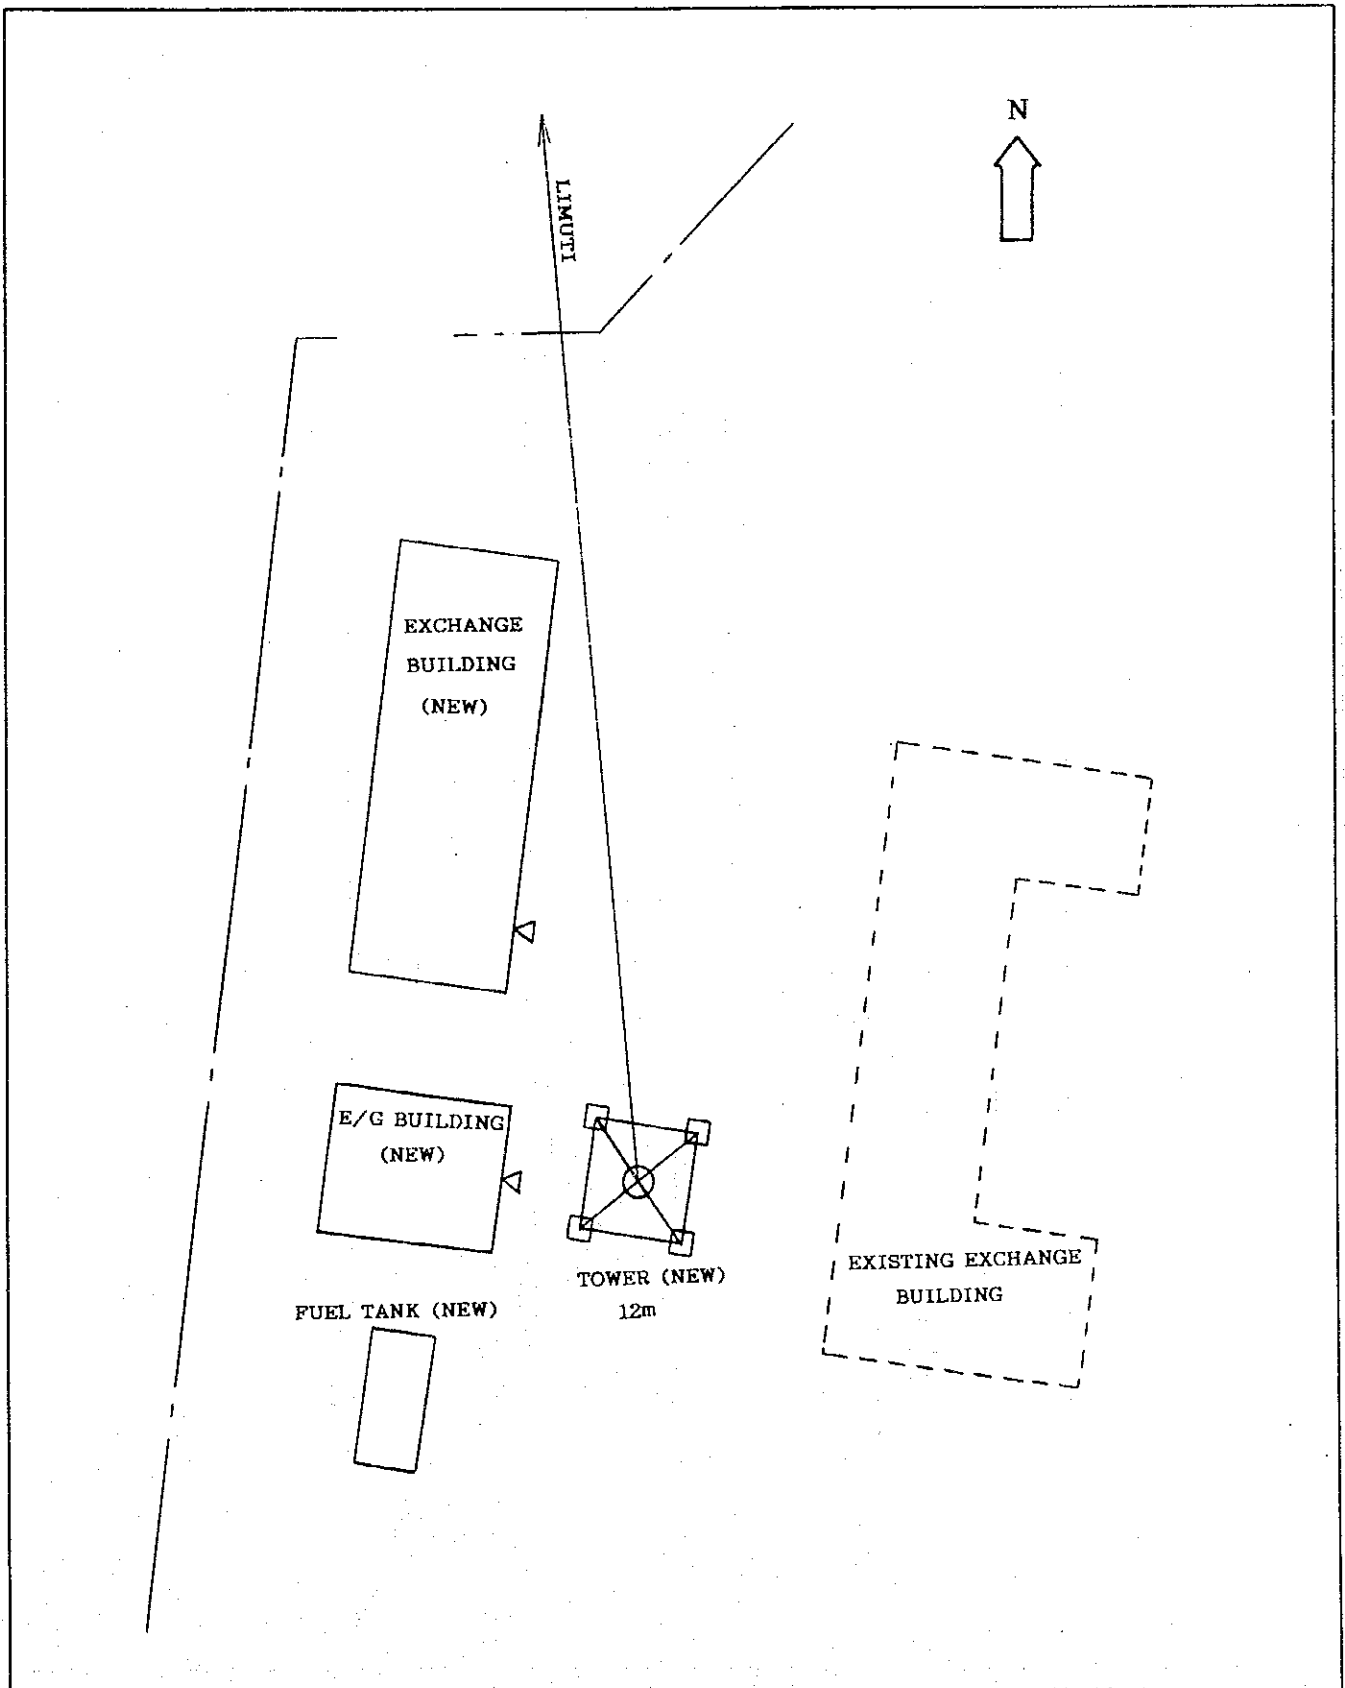 N
LIMUTI
EXCHANGE
BUILDING
(NEW)
E/G BUILDING
(NEW)
TOWER (NEW)
12m
FUEL TANK (NEW)
EXISTING EXCHANGE
BUILDING